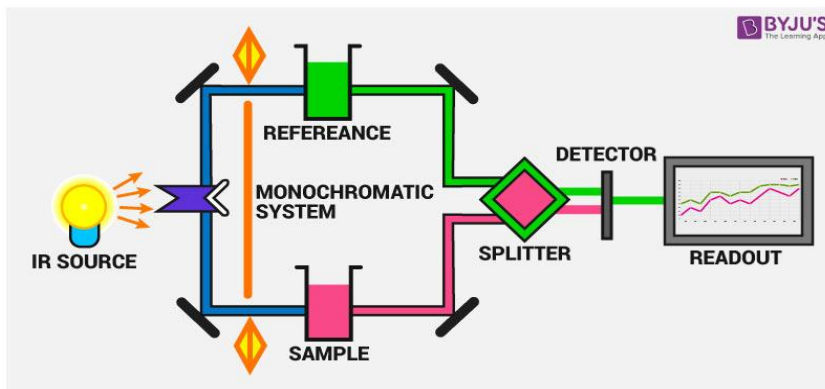 BYJU'S
The Learning App
REFEREANCE
DETECTOR
MONOCHROMATIC
SYSTEM
IR SOURCE
SPLITTER
READOUT
SAMPLE